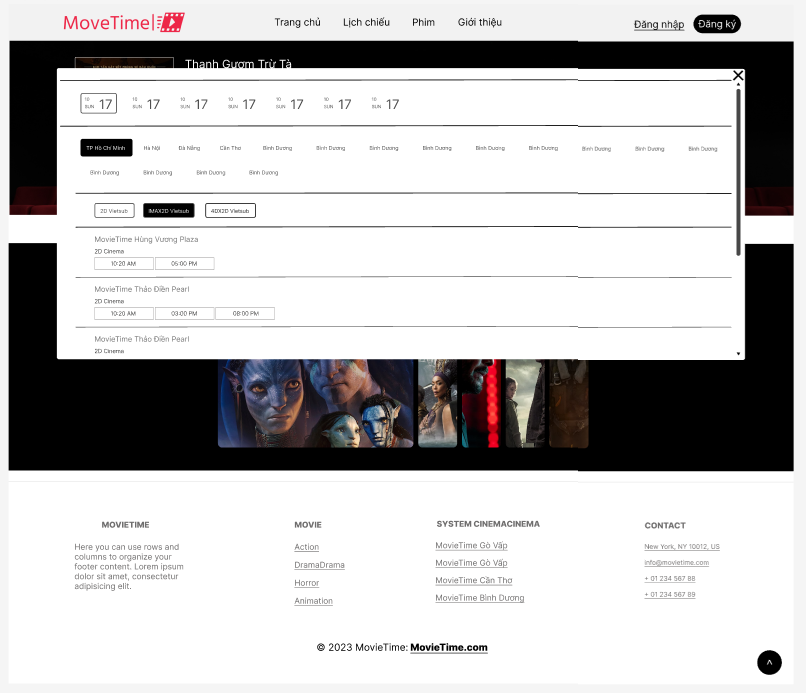 MoveTime!
Trang chủ Lịch chiếu Phim Giới thiệu
Đăng nhập Đăng ký
Thanh Gươm Trừ Tà
10 SUN 17 10 SUN 17 10 SUN 17 10 SUN 17 10 SUN 17 10 SUN 17 10 SUN 17
TP Hồ Chí Minh Hà Nội Đà Nẵng Cần Thơ Bình Dương Bình Dương Bình Dương Bình Dương Bình Dương Bình Dương Bình Dương Bình Dương Bình Dương
Bình Dương Bình Dương Bình Dương Bình Dương
2D Vietsub IMAX2D Vietsub 4DX2D Vietsub
MovieTime Hùng Vương Plaza
2D Cinema
10:20 AM 05:00 PM
MovieTime Thảo Điền Pearl
2D Cinema
10:20 AM 03:00 PM 08:00 PM
MovieTime Thảo Điền Pearl
2D Cinema
MOVIETIME
Here you can use rows and
columns to organize your
footer content. Lorem ipsum
dolor sit amet, consectetur
adipisicing elit.
MOVIE
Action
DramaDrama
Horror
Animation
SYSTEM CINEMACINEMA
MovieTime Gò Vấp
MovieTime Gò Vấp
MovieTime Cần Thơ
MovieTime Bình Dương
CONTACT
New York, NY 10012, US
info@movietime.com
+ 01 234 567 88
+ 01 234 567 89
© 2023 MovieTime: MovieTime.com